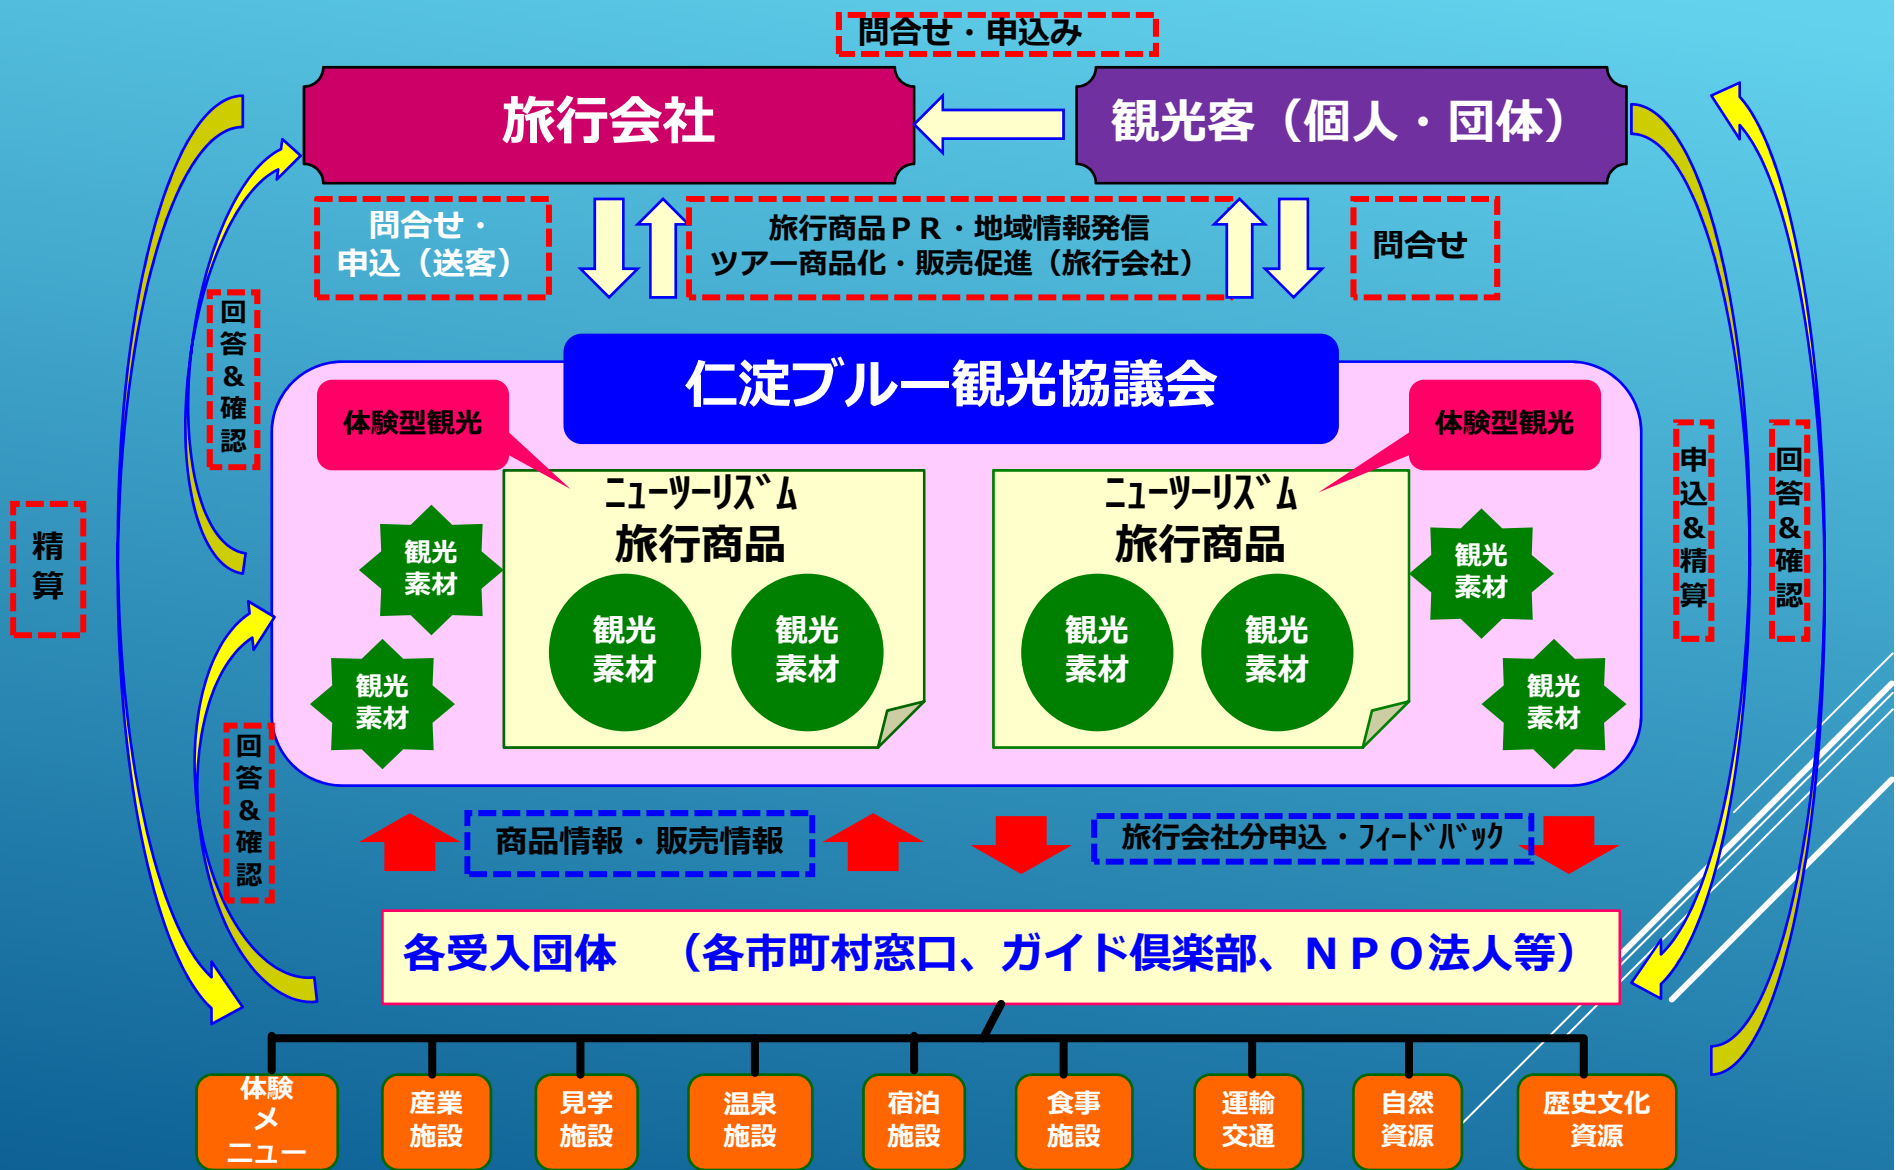 問合せ・申込み
旅行会社
観光客（個人・団体）
問合せ・
申込（送客）
旅行商品ＰＲ・地域情報発信
ツアー商品化・販売促進（旅行会社）
問合せ
回答&確認
仁淀ブルー観光協議会
体験型観光
体験型観光
ﾆｭｰﾂｰﾘｽﾞﾑ
旅行商品
ﾆｭｰﾂｰﾘｽﾞﾑ
旅行商品
精算
申込&精算
回答&確認
観光
素材
観光
素材
観光
素材
観光
素材
観光
素材
観光
素材
観光
素材
観光
素材
回答&確認
商品情報・販売情報
旅行会社分申込・ﾌｨｰﾄﾞﾊﾞｯｸ
各受入団体　（各市町村窓口、ガイド倶楽部、ＮＰＯ法人等）
体験
メ
ニュー
産業
施設
見学
施設
温泉
施設
宿泊
施設
食事
施設
運輸
交通
自然
資源
歴史文化
資源